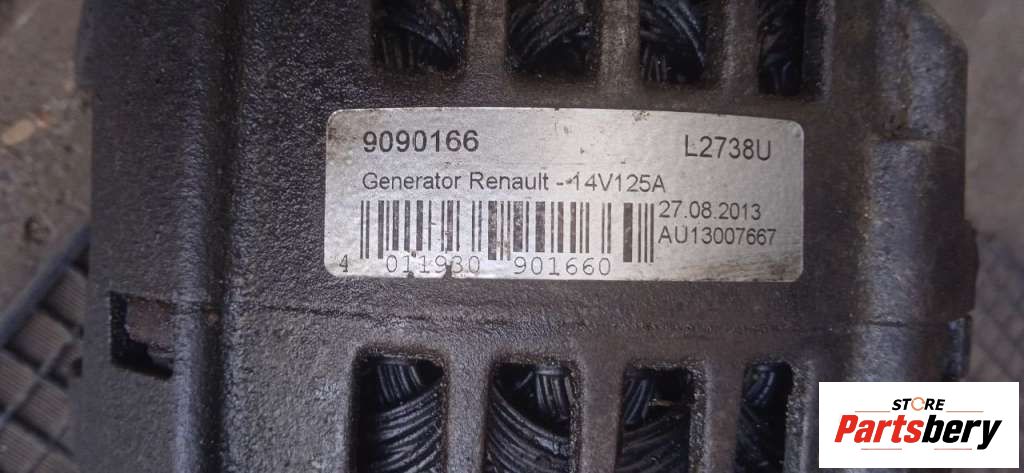 9090166 L2738U
Generator Renault - 14V125A
27.08.2013
AU13007667
4 011930 901660
STORE
Partsbery